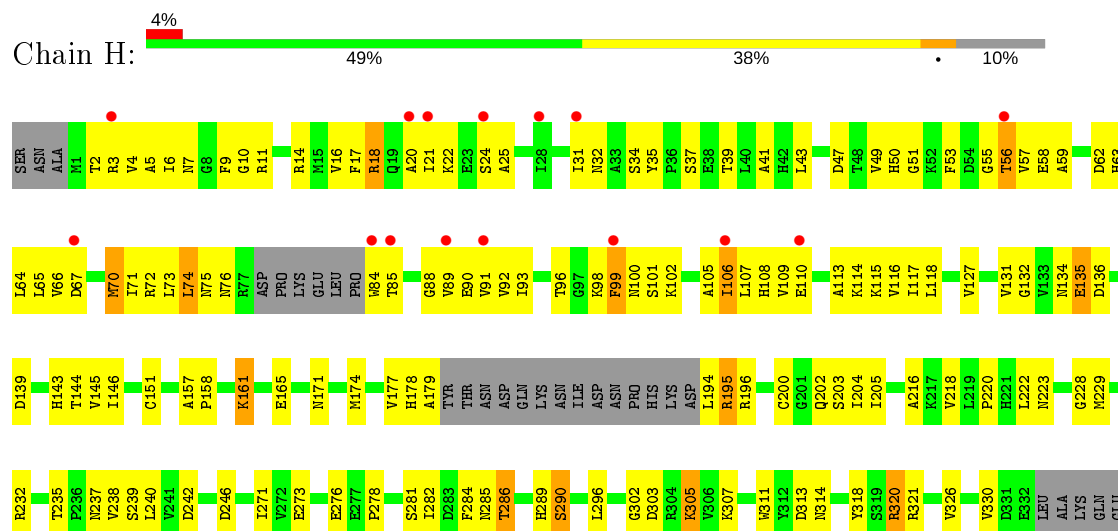 4%
Chain H:
49% 38% • 10%
SER ASN ALA M1 T2 R3 V4 A5 I6 N7 G8 F9 G10 R11 R14 M15 V16 F17 R18 Q19 A20 I21 K22 E23 S24 A25 I28 I31 N32 A33 S34 Y35 P36 S37 E38 T39 L40 A41 H42 L43 D47 T48 V49 H50 G51 K52 F53 D54 G55 T56 V57 E58 A59 D62 H63
L64 L65 V66 D67 M70 I71 R72 L73 L74 N75 N76 R77 ASP PRO LYS GLU LEU PRO W84 T85 G88 V89 E90 V91 V92 I93 T96 G97 K98 F99 N100 S101 K102 A105 I106 L107 H108 V109 E110 A113 K114 K115 V116 I117 L118 V127 V131 G132 V133 N134 E135 D136
D139 H143 T144 V145 I146 C151 A157 P158 K161 E165 N171 M174 V177 H178 A179 TYR THR ASN ASP GLN LYS ASN ILE ASP ASN PRO HIS LYS ASP L194 R195 R196 C200 G201 Q202 S203 I204 I205 A216 K217 V218 L219 P220 H221 L222 N223 G228 M229
R232 T235 P236 N237 V238 S239 L240 V241 D242 D246 I271 V272 E273 E276 E277 P278 S281 I282 D283 F284 N285 T286 H289 S290 L296 G302 D303 R304 K305 V306 K307 W311 Y312 D313 N314 Y318 S319 R320 R321 V326 V330 D331 E332 LEU ALA LYS GLN LEU